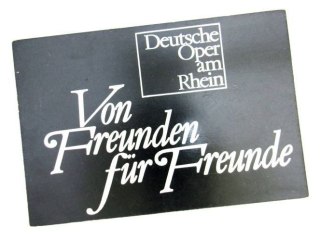 Deutsche
Oper
am
Rhein
Von
Freunden
für Freunde